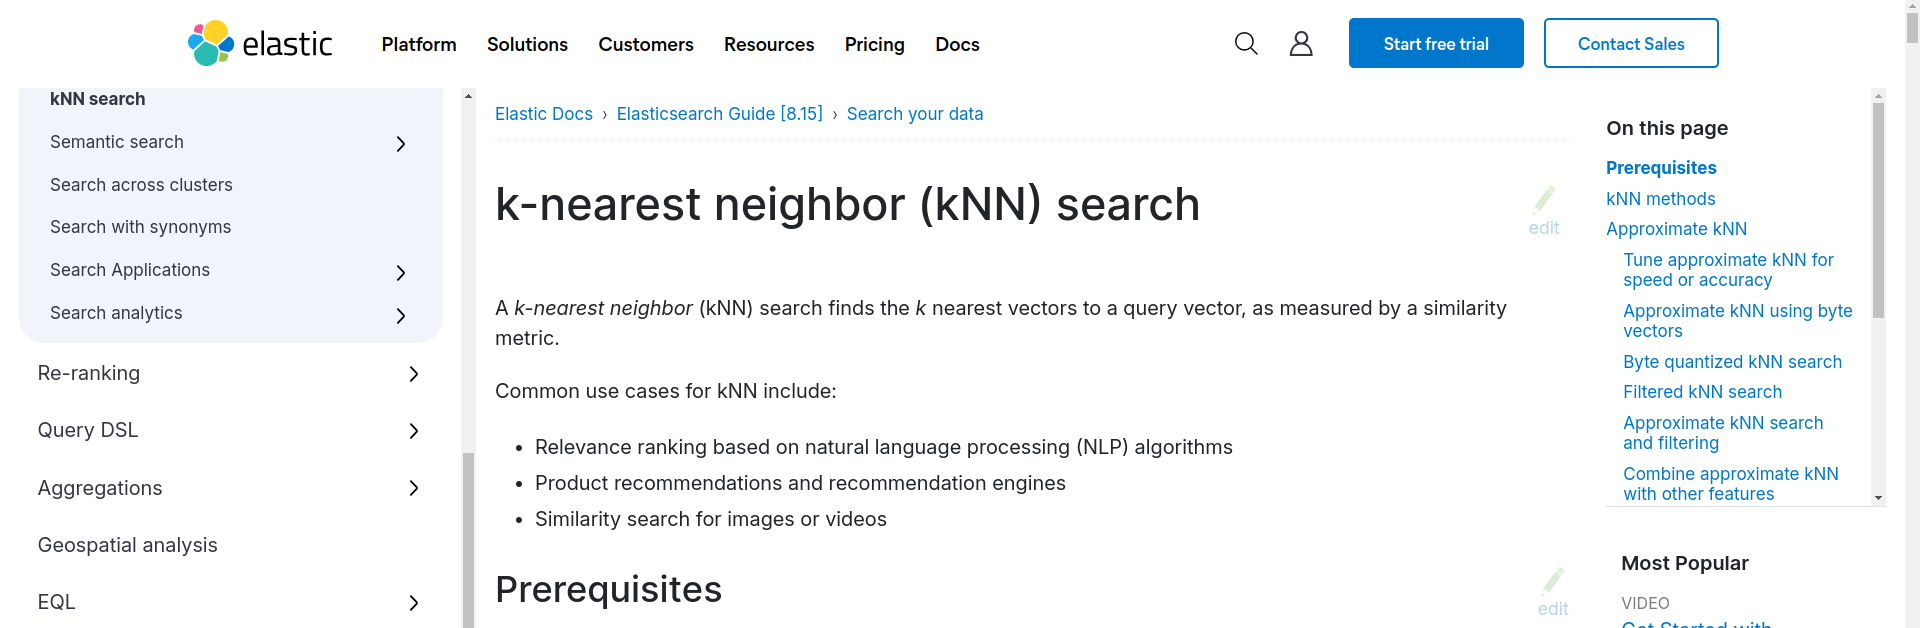 elastic
Platform Solutions Customers Resources Pricing Docs
Start free trial
Contact Sales
kNN search
Semantic search
Search across clusters
Search with synonyms
Search Applications
Search analytics
Re-ranking
Query DSL
Aggregations
Geospatial analysis
EQL
Elastic Docs › Elasticsearch Guide [8.15] › Search your data
k-nearest neighbor (kNN) search
edit
A k-nearest neighbor (kNN) search finds the k nearest vectors to a query vector, as measured by a similarity
metric.
Common use cases for kNN include:
• Relevance ranking based on natural language processing (NLP) algorithms
• Product recommendations and recommendation engines
• Similarity search for images or videos
Prerequisites
edit
On this page
Prerequisites
kNN methods
Approximate kNN
Tune approximate kNN for
speed or accuracy
Approximate kNN using byte
vectors
Byte quantized kNN search
Filtered kNN search
Approximate kNN search
and filtering
Combine approximate kNN
with other features
Most Popular
VIDEO
Get Started with